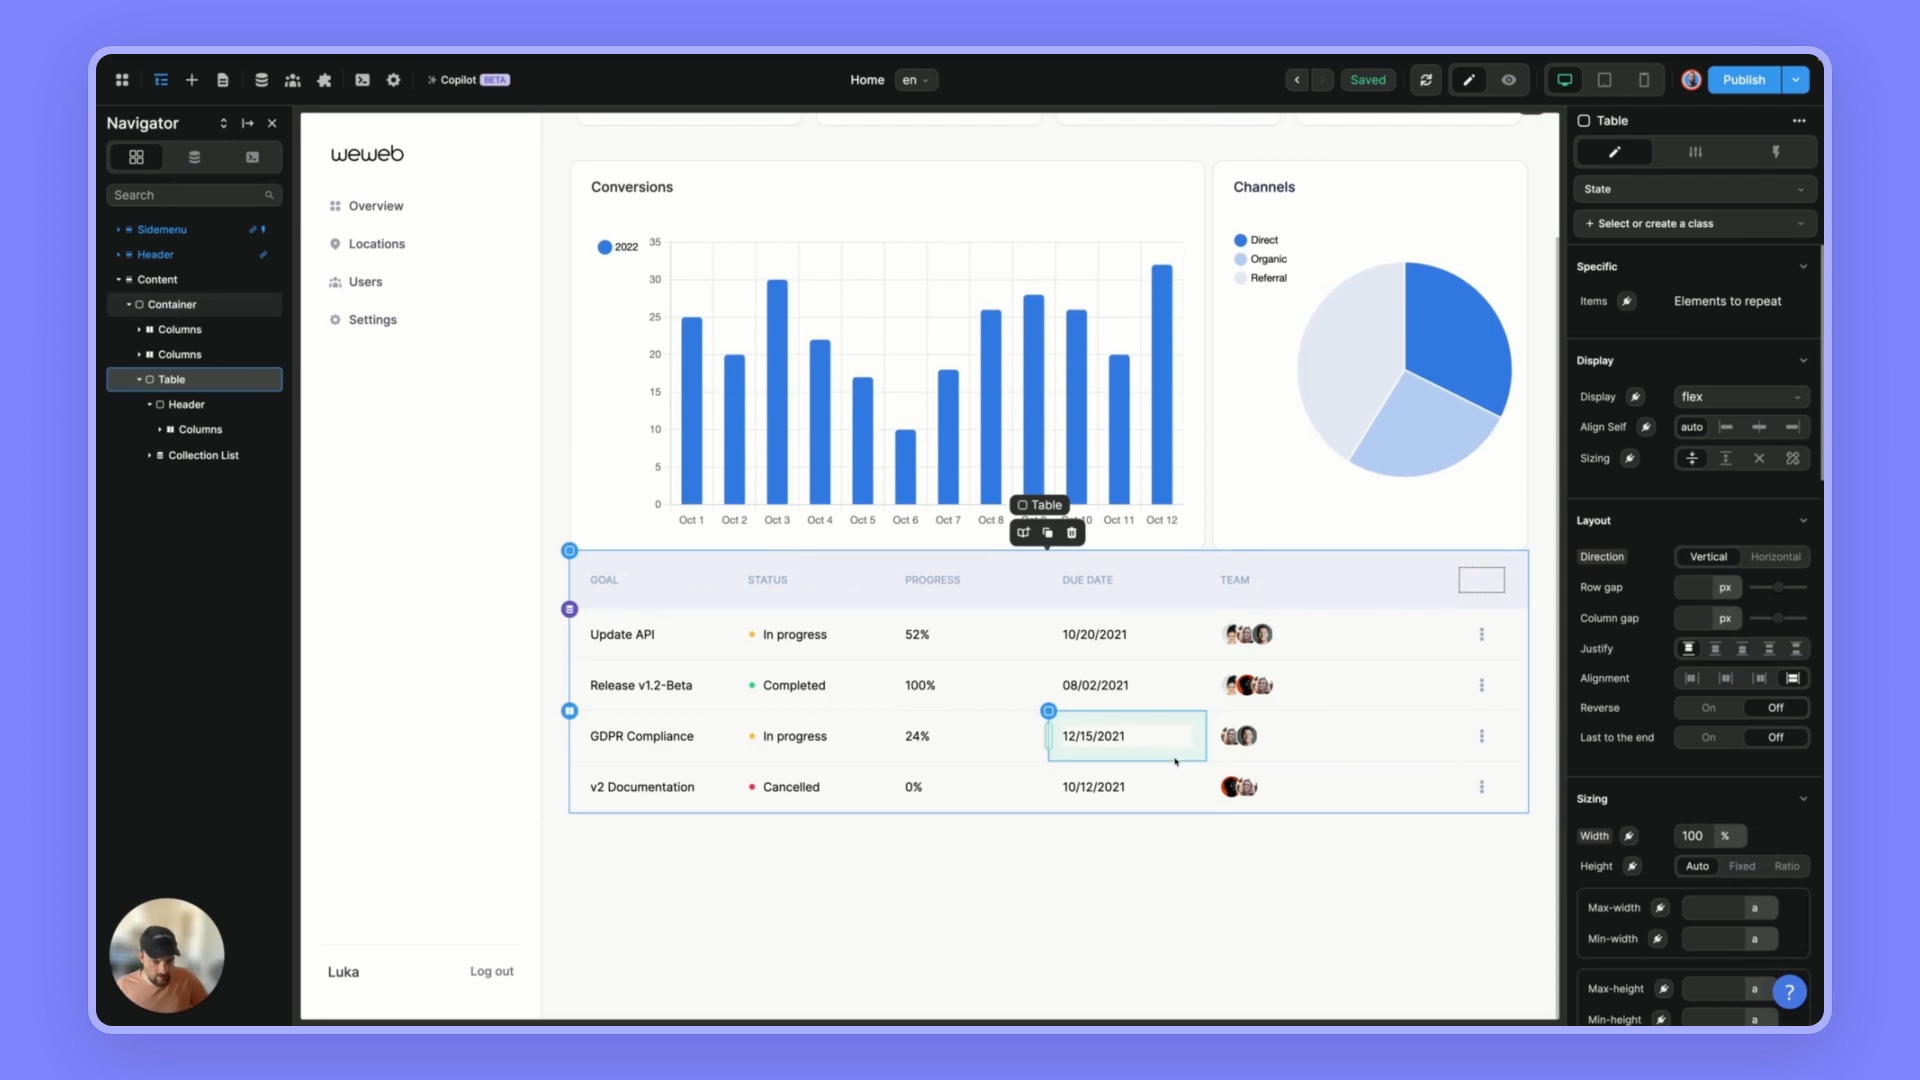 Copilot BETA
Home en
Saved
Publish
Navigator
Search
Sidemenu
Header
Content
Container
Columns
Columns
Table
Header
Columns
Collection List
weweb
Overview
Locations
Users
Settings
Luka
Log out
Conversions
2022
35
30
25
20
15
10
5
0
Oct 1 Oct 2 Oct 3 Oct 4 Oct 5 Oct 6 Oct 7 Oct 8 10 Oct 11 Oct 12
Channels
Direct
Organic
Referral
Table
GOAL STATUS PROGRESS DUE DATE TEAM
Update API In progress 52% 10/20/2021
Release v1.2-Beta Completed 100% 08/02/2021
GDPR Compliance In progress 24% 12/15/2021
v2 Documentation Cancelled 0% 10/12/2021
Table
State
+ Select or create a class
Specific
Items Elements to repeat
Display
Display flex
Align Self auto
Sizing
Layout
Direction Vertical Horizontal
Row gap px
Column gap px
Justify
Alignment
Reverse On Off
Last to the end On Off
Sizing
Width 100 %
Height Auto Fixed Ratio
Max-width a
Min-width a
Max-height a
Min-height a
?